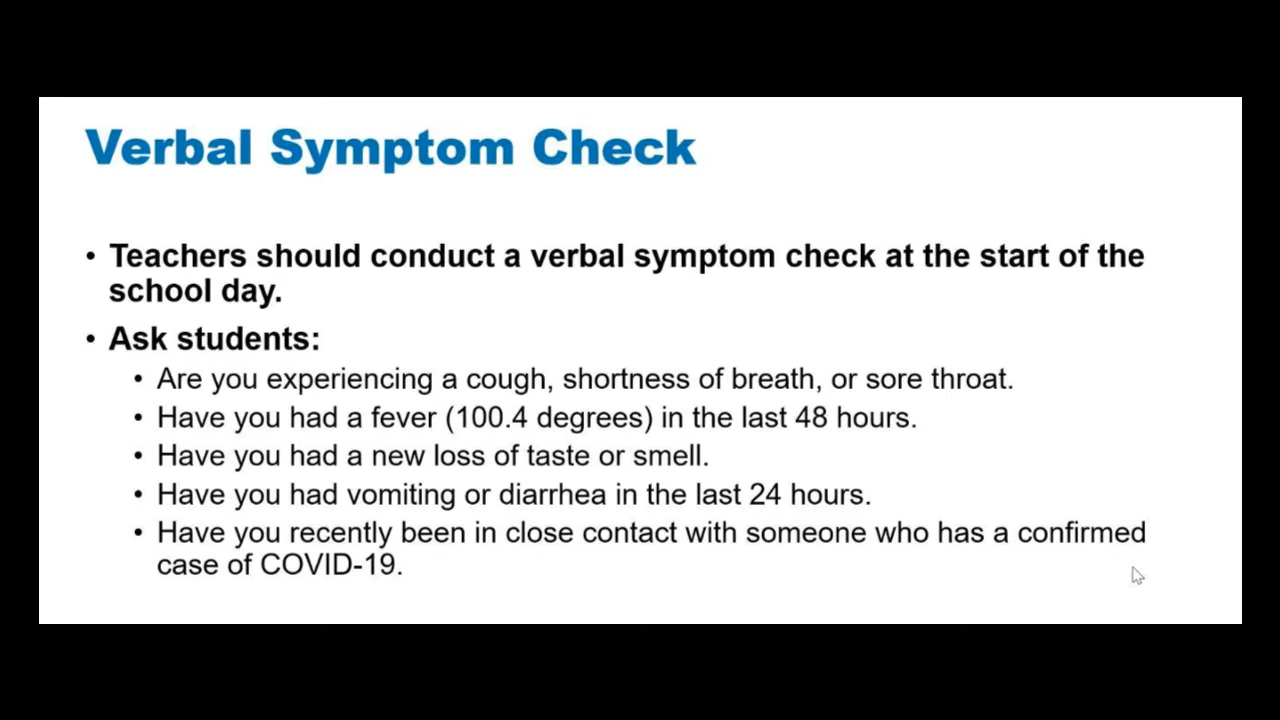 Verbal Symptom Check
• Teachers should conduct a verbal symptom check at the start of the
school day.
• Ask students:
• Are you experiencing a cough, shortness of breath, or sore throat.
• Have you had a fever (100.4 degrees) in the last 48 hours.
• Have you had a new loss of taste or smell.
• Have you had vomiting or diarrhea in the last 24 hours.
• Have you recently been in close contact with someone who has a confirmed
case of COVID-19.